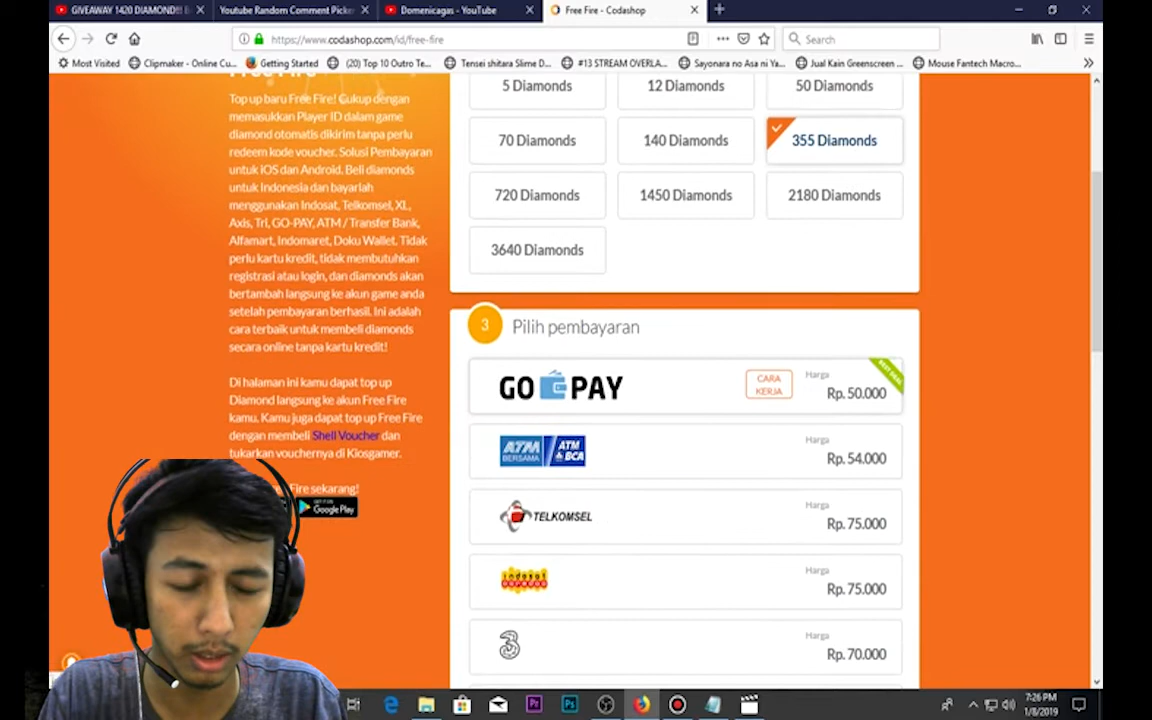 GIVEAWAY 1420 DIAMOND!!!
Youtube Random Comment Picker
Domenicagas - YouTube
Free Fire - Codashop
https://www.codashop.com/id/free-fire
Search
Most Visited
Clipmaker - Online Cu...
Getting Started
(20) Top 10 Outro Te...
Tensei shitara Slime D...
#13 STREAM OVERLA...
Sayonara no Asa ni Ya...
Jual Kain Greenscreen ...
Mouse Fantech Macro...
Free Fire
Top up baru Free Fire! Cukup dengan
memasukkan Player ID dalam game
diamond otomatis dikirim tanpa perlu
redeem kode voucher. Solusi Pembayaran
untuk iOS dan Android. Beli diamonds
untuk Indonesia dan bayarlah
menggunakan Indosat, Telkomsel, XL,
Axis, Tri, GO-PAY, ATM / Transfer Bank,
Alfamart, Indomaret, Doku Wallet. Tidak
perlu kartu kredit, tidak membutuhkan
registrasi atau login, dan diamonds akan
bertambah langsung ke akun game anda
setelah pembayaran berhasil. Ini adalah
cara terbaik untuk membeli diamonds
secara online tanpa kartu kredit!
Di halaman ini kamu dapat top up
Diamond langsung ke akun Free Fire
kamu. Kamu juga dapat top up Free Fire
dengan membeli Shell Voucher dan
tukarkan vouchernya di Kiosgamer.
Fire sekarang!
GET IT ON
Google Play
5 Diamonds
12 Diamonds
50 Diamonds
70 Diamonds
140 Diamonds
355 Diamonds
720 Diamonds
1450 Diamonds
2180 Diamonds
3640 Diamonds
3 Pilih pembayaran
GO PAY
CARA
KERJA
Harga
Rp. 50.000
BEST DEAL
ATM
BERSAMA
ATM
BCA
Harga
Rp. 54.000
TELKOMSEL
Harga
Rp. 75.000
indosat
ooredoo
Harga
Rp. 75.000
3
Harga
Rp. 70.000
Pr
Ps
7:26 PM
1/8/2019